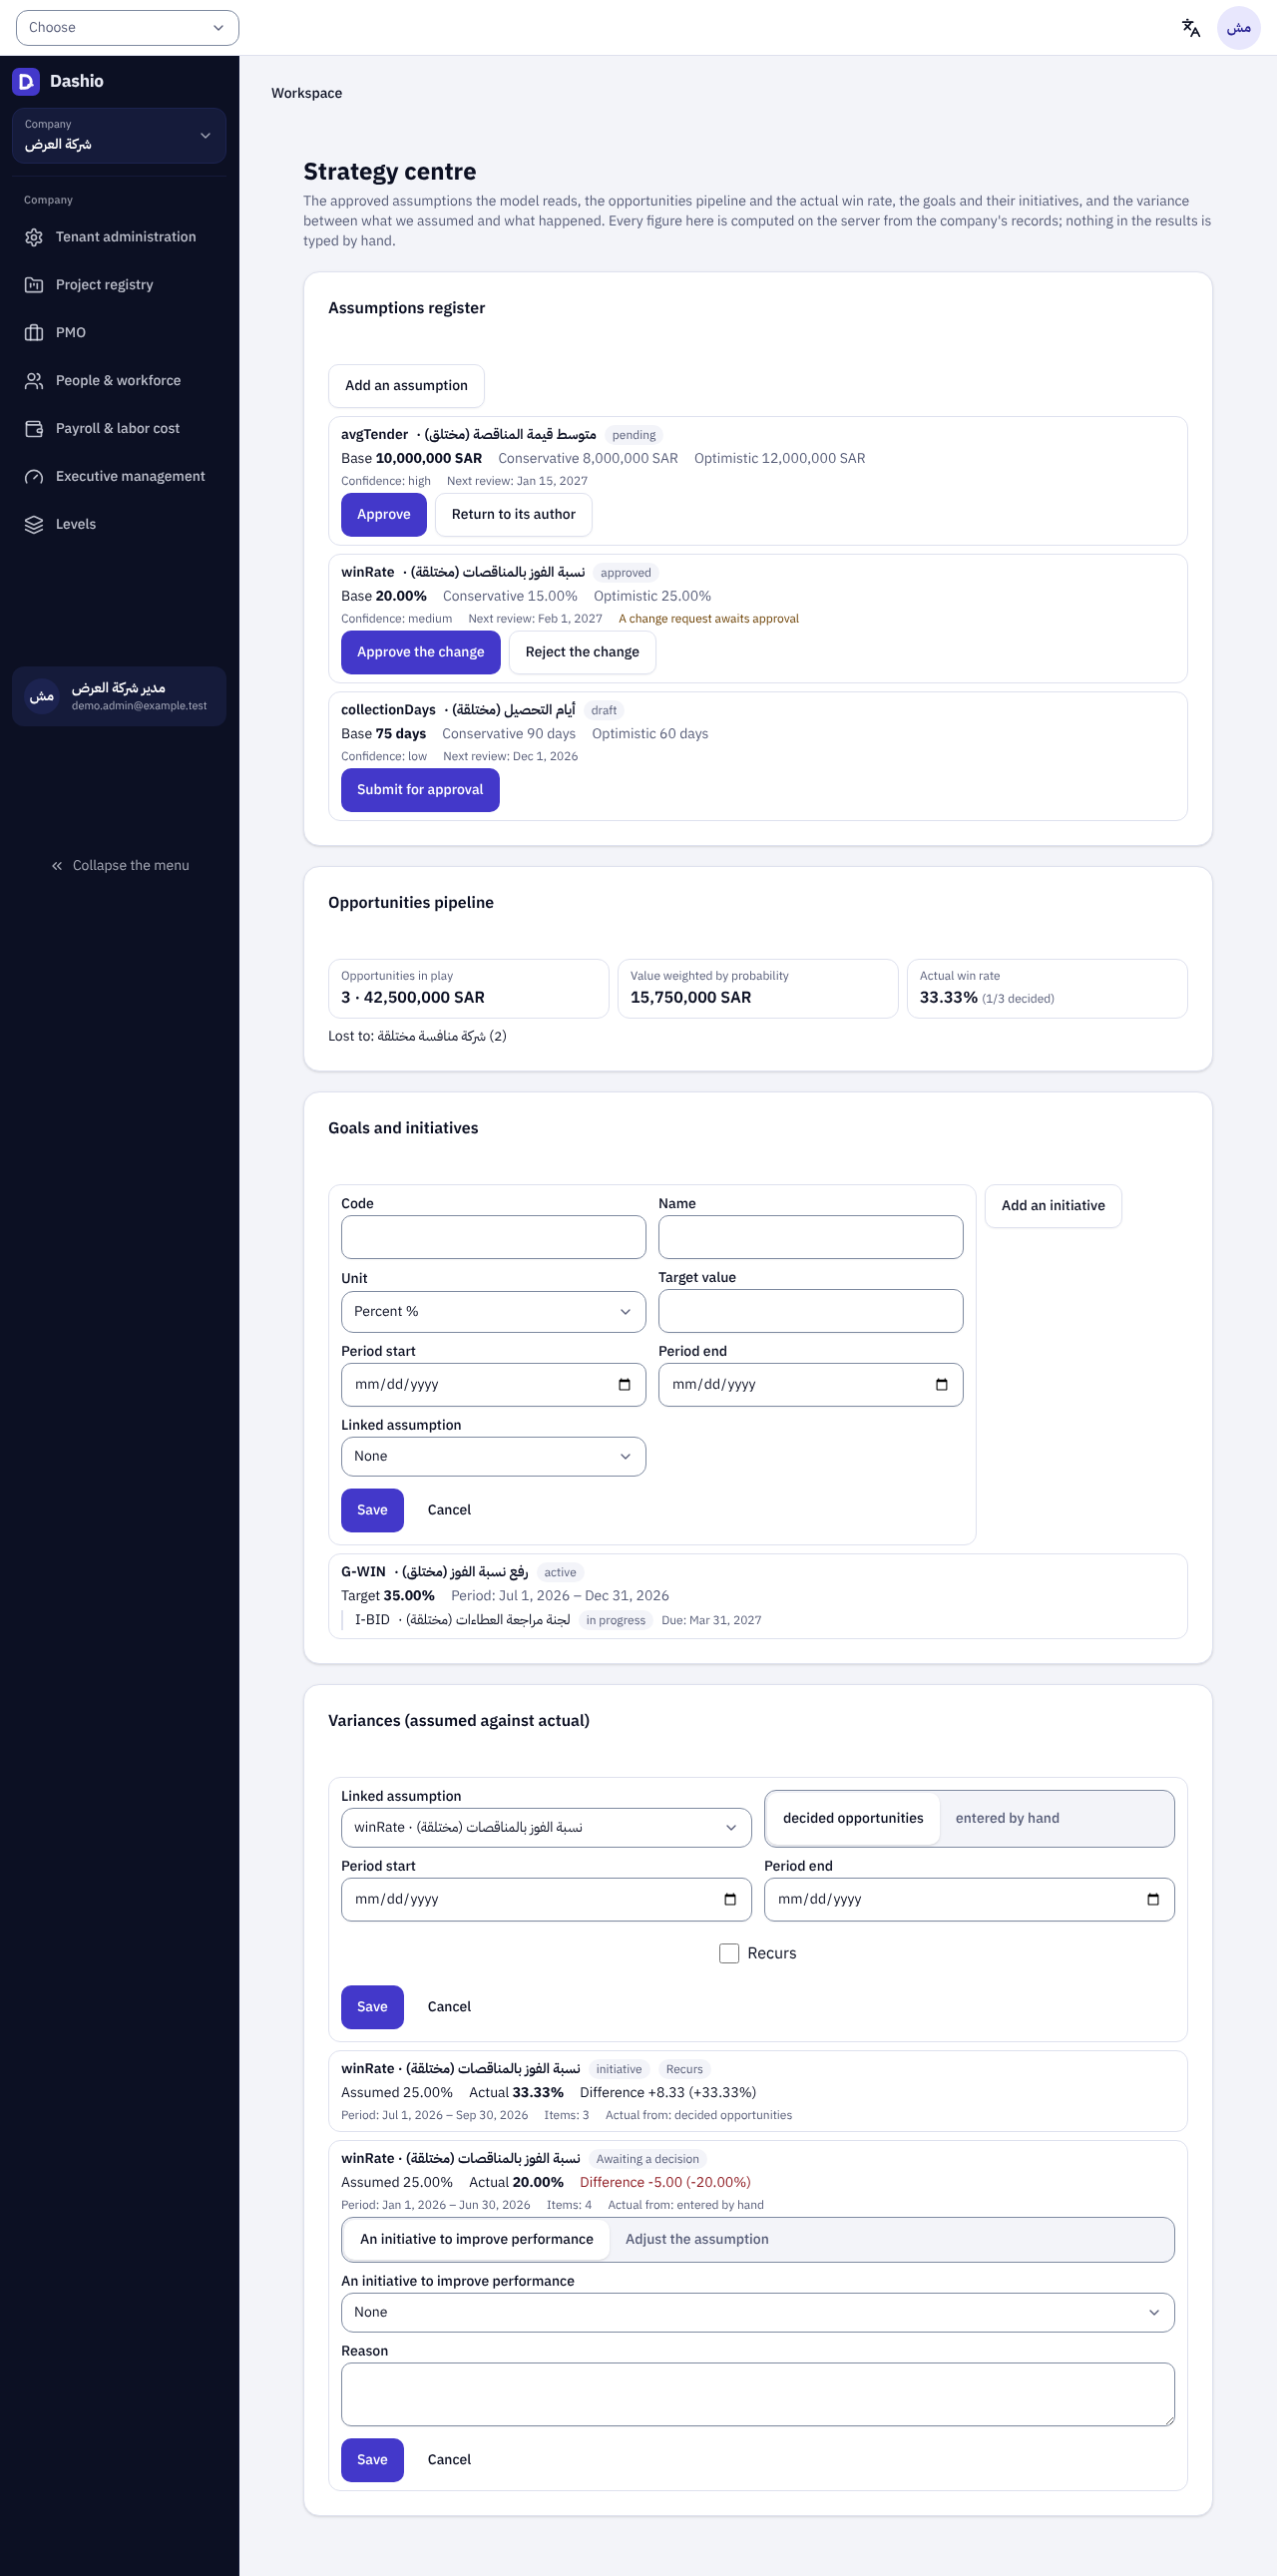 Choose
مش
Dashio
Company
شركة العرض
Company
Tenant administration
Project registry
PMO
People & workforce
Payroll & labor cost
Executive management
Levels
مش
مدير شركة العرض
demo.admin@example.test
Collapse the menu
Workspace
Strategy centre
The approved assumptions the model reads, the opportunities pipeline and the actual win rate, the goals and their initiatives, and the variance
between what we assumed and what happened. Every figure here is computed on the server from the company's records; nothing in the results is
typed by hand.
Assumptions register
Add an assumption
avgTender · متوسط قيمة المناقصة (مختلق) pending
Base 10,000,000 SAR Conservative 8,000,000 SAR Optimistic 12,000,000 SAR
Confidence: high Next review: Jan 15, 2027
Approve Return to its author
winRate · نسبة الفوز بالمناقصات (مختلقة) approved
Base 20.00% Conservative 15.00% Optimistic 25.00%
Confidence: medium Next review: Feb 1, 2027 A change request awaits approval
Approve the change Reject the change
collectionDays · أيام التحصيل (مختلقة) draft
Base 75 days Conservative 90 days Optimistic 60 days
Confidence: low Next review: Dec 1, 2026
Submit for approval
Opportunities pipeline
Opportunities in play
3 · 42,500,000 SAR
Value weighted by probability
15,750,000 SAR
Actual win rate
33.33% (1/3 decided)
Lost to: شركة منافسة مختلقة (2)
Goals and initiatives
Code Name
Add an initiative
Unit Target value
Percent %
Period start Period end
mm/dd/yyyy mm/dd/yyyy
Linked assumption
None
Save Cancel
G-WIN · رفع نسبة الفوز (مختلق) active
Target 35.00% Period: Jul 1, 2026 – Dec 31, 2026
I-BID · لجنة مراجعة العطاءات (مختلقة) in progress Due: Mar 31, 2027
Variances (assumed against actual)
Linked assumption
winRate · نسبة الفوز بالمناقصات (مختلقة)
decided opportunities entered by hand
Period start Period end
mm/dd/yyyy mm/dd/yyyy
Recurs
Save Cancel
winRate · نسبة الفوز بالمناقصات (مختلقة) initiative Recurs
Assumed 25.00% Actual 33.33% Difference +8.33 (+33.33%)
Period: Jul 1, 2026 – Sep 30, 2026 Items: 3 Actual from: decided opportunities
winRate · نسبة الفوز بالمناقصات (مختلقة) Awaiting a decision
Assumed 25.00% Actual 20.00% Difference -5.00 (-20.00%)
Period: Jan 1, 2026 – Jun 30, 2026 Items: 4 Actual from: entered by hand
An initiative to improve performance Adjust the assumption
An initiative to improve performance
None
Reason
Save Cancel